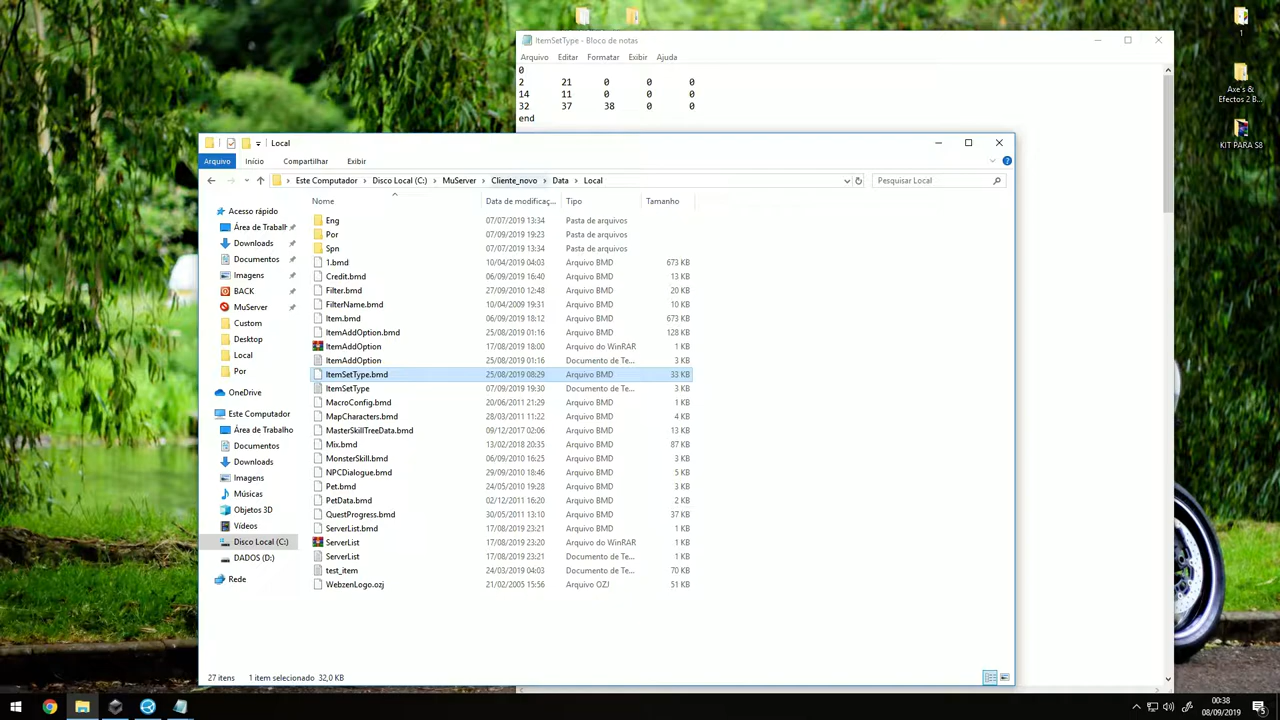 1
Axe's &
Efectos 2 B...
KIT PARA S8
ItemSetType - Bloco de notas
Arquivo Editar Formatar Exibir Ajuda
0
2 21 0 0 0
14 11 0 0 0
32 37 38 0 0
end
Local
Arquivo Início Compartilhar Exibir
Este Computador > Disco Local (C:) > MuServer > Cliente_novo > Data > Local
Pesquisar Local
Acesso rápido
Área de Trabalh
Downloads
Documentos
Imagens
BACK
MuServer
Custom
Desktop
Local
Por
OneDrive
Este Computador
Área de Trabalho
Documentos
Downloads
Imagens
Músicas
Objetos 3D
Vídeos
Disco Local (C:)
DADOS (D:)
Rede
Nome Data de modificaç... Tipo Tamanho
Eng 07/07/2019 13:34 Pasta de arquivos
Por 07/09/2019 19:23 Pasta de arquivos
Spn 07/07/2019 13:34 Pasta de arquivos
1.bmd 10/04/2019 04:03 Arquivo BMD 673 KB
Credit.bmd 06/09/2019 16:40 Arquivo BMD 13 KB
Filter.bmd 27/09/2010 12:48 Arquivo BMD 20 KB
FilterName.bmd 10/04/2009 19:31 Arquivo BMD 10 KB
Item.bmd 06/09/2019 18:12 Arquivo BMD 673 KB
ItemAddOption.bmd 25/08/2019 01:16 Arquivo BMD 128 KB
ItemAddOption 17/08/2019 18:00 Arquivo do WinRAR 1 KB
ItemAddOption 25/08/2019 01:16 Documento de Te... 3 KB
ItemSetType.bmd 25/08/2019 08:29 Arquivo BMD 33 KB
ItemSetType 07/09/2019 19:30 Documento de Te... 3 KB
MacroConfig.bmd 20/06/2011 21:29 Arquivo BMD 1 KB
MapCharacters.bmd 28/03/2011 11:22 Arquivo BMD 4 KB
MasterSkillTreeData.bmd 09/12/2017 02:06 Arquivo BMD 13 KB
Mix.bmd 13/02/2018 20:35 Arquivo BMD 87 KB
MonsterSkill.bmd 06/09/2010 16:25 Arquivo BMD 3 KB
NPCDialogue.bmd 29/09/2010 18:46 Arquivo BMD 5 KB
Pet.bmd 24/05/2010 19:28 Arquivo BMD 3 KB
PetData.bmd 02/12/2011 16:20 Arquivo BMD 2 KB
QuestProgress.bmd 30/05/2011 13:10 Arquivo BMD 37 KB
ServerList.bmd 17/08/2019 23:21 Arquivo BMD 1 KB
ServerList 17/08/2019 23:20 Arquivo do WinRAR 1 KB
ServerList 17/08/2019 23:21 Documento de Te... 1 KB
test_item 24/03/2019 04:03 Documento de Te... 70 KB
WebzenLogo.ozj 21/02/2005 15:56 Arquivo OZJ 51 KB
27 itens 1 item selecionado 32,0 KB
00:38
08/09/2019
5